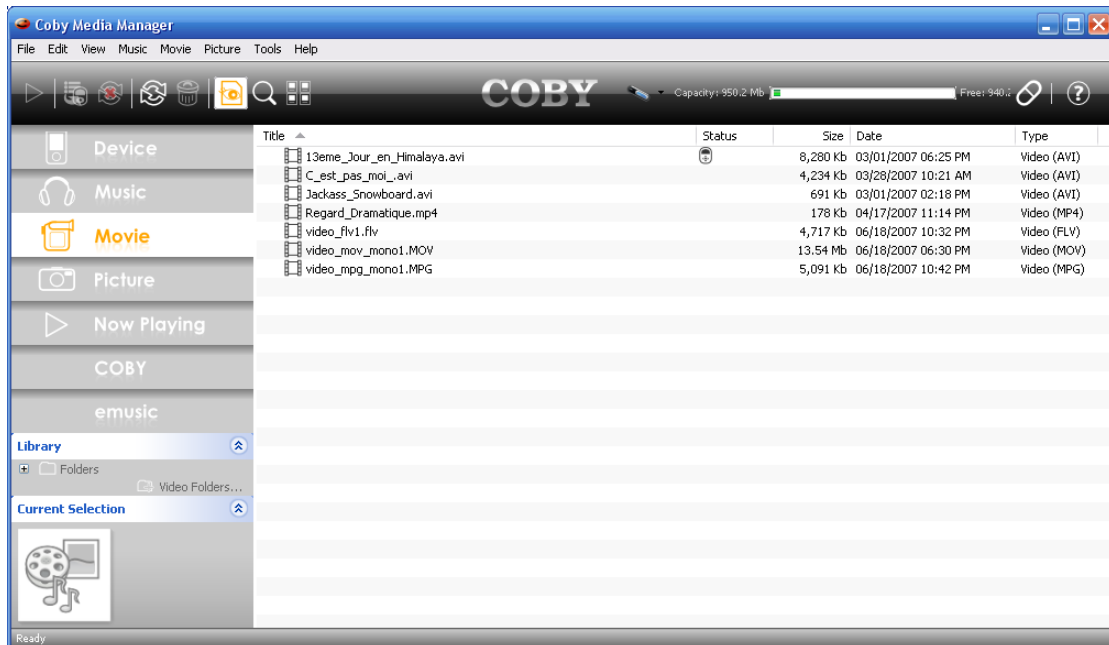 Coby Media Manager
File Edit View Music Movie Picture Tools Help
COBY Capacity: 950.2 Mb Free: 940.2
Device
Music
Movie
Picture
Now Playing
COBY
emusic
Library
Folders
Video Folders...
Current Selection
Title Status Size Date Type
13eme_Jour_en_Himalaya.avi 8,280 Kb 03/01/2007 06:25 PM Video (AVI)
C_est_pas_moi_.avi 4,234 Kb 03/28/2007 10:21 AM Video (AVI)
Jackass_Snowboard.avi 691 Kb 03/01/2007 02:18 PM Video (AVI)
Regard_Dramatique.mp4 178 Kb 04/17/2007 11:14 PM Video (MP4)
video_flv1.flv 4,717 Kb 06/18/2007 10:32 PM Video (FLV)
video_mov_mono1.MOV 13.54 Mb 06/18/2007 06:30 PM Video (MOV)
video_mpg_mono1.MPG 5,091 Kb 06/18/2007 10:42 PM Video (MPG)
Ready